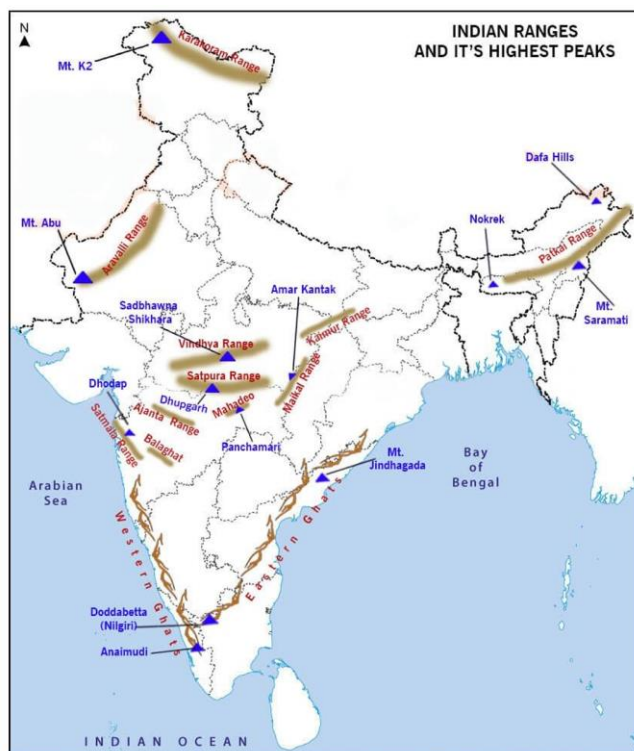 INDIAN RANGES
AND IT'S HIGHEST PEAKS
N
Karakoram Range
Mt. K2
Dafa Hills
Mt. Abu
Aravalli Range
Nokrek
Patkai Range
Mt.
Saramati
Sadbhawna
Shikhara
Amar Kantak
Kaimur Range
Vindhya Range
Satpura Range
Maikal Range
Dhodap
Dhupgarh
Mahadeo
Ajanta Range
Satmala Range
Balaghat
Panchamari
Mt.
Jindhagada
Arabian
Sea
Bay
of
Bengal
Western Ghats
Eastern Ghats
Doddabetta
(Nilgiri)
Anaimudi
INDIAN OCEAN